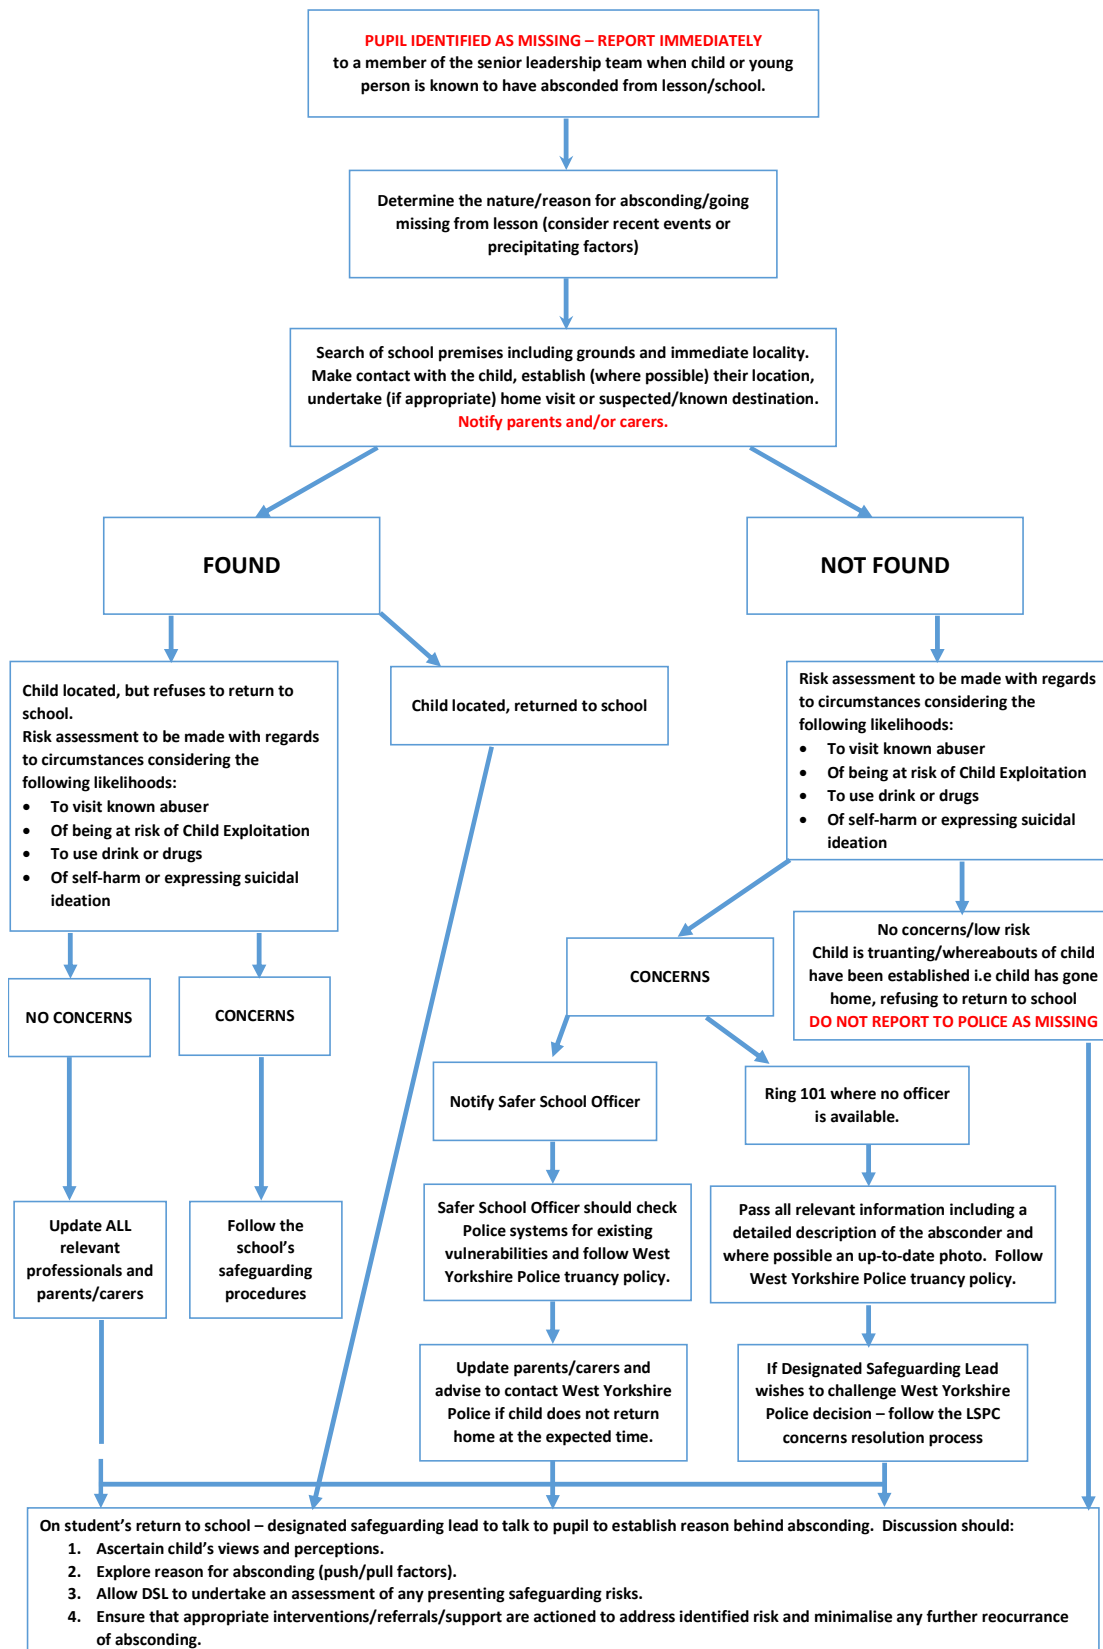 PUPIL IDENTIFIED AS MISSING – REPORT IMMEDIATELY
to a member of the senior leadership team when child or young
person is known to have absconded from lesson/school.
Determine the nature/reason for absconding/going
missing from lesson (consider recent events or
precipitating factors)
Search of school premises including grounds and immediate locality.
Make contact with the child, establish (where possible) their location,
undertake (if appropriate) home visit or suspected/known destination.
Notify parents and/or carers.
FOUND
NOT FOUND
Child located, but refuses to return to
school.
Risk assessment to be made with regards
to circumstances considering the
following likelihoods:
• To visit known abuser
• Of being at risk of Child Exploitation
• To use drink or drugs
• Of self-harm or expressing suicidal
ideation
Child located, returned to school
Risk assessment to be made with regards
to circumstances considering the
following likelihoods:
• To visit known abuser
• Of being at risk of Child Exploitation
• To use drink or drugs
• Of self-harm or expressing suicidal
ideation
NO CONCERNS
CONCERNS
CONCERNS
No concerns/low risk
Child is truanting/whereabouts of child
have been established i.e child has gone
home, refusing to return to school
DO NOT REPORT TO POLICE AS MISSING
Notify Safer School Officer
Ring 101 where no officer
is available.
Update ALL
relevant
professionals and
parents/carers
Follow the
school's
safeguarding
procedures
Safer School Officer should check
Police systems for existing
vulnerabilities and follow West
Yorkshire Police truancy policy.
Pass all relevant information including a
detailed description of the absconder and
where possible an up-to-date photo. Follow
West Yorkshire Police truancy policy.
Update parents/carers and
advise to contact West Yorkshire
Police if child does not return
home at the expected time.
If Designated Safeguarding Lead
wishes to challenge West Yorkshire
Police decision – follow the LSPC
concerns resolution process
On student's return to school – designated safeguarding lead to talk to pupil to establish reason behind absconding. Discussion should:
1. Ascertain child's views and perceptions.
2. Explore reason for absconding (push/pull factors).
3. Allow DSL to undertake an assessment of any presenting safeguarding risks.
4. Ensure that appropriate interventions/referrals/support are actioned to address identified risk and minimalise any further reocurrance
of absconding.